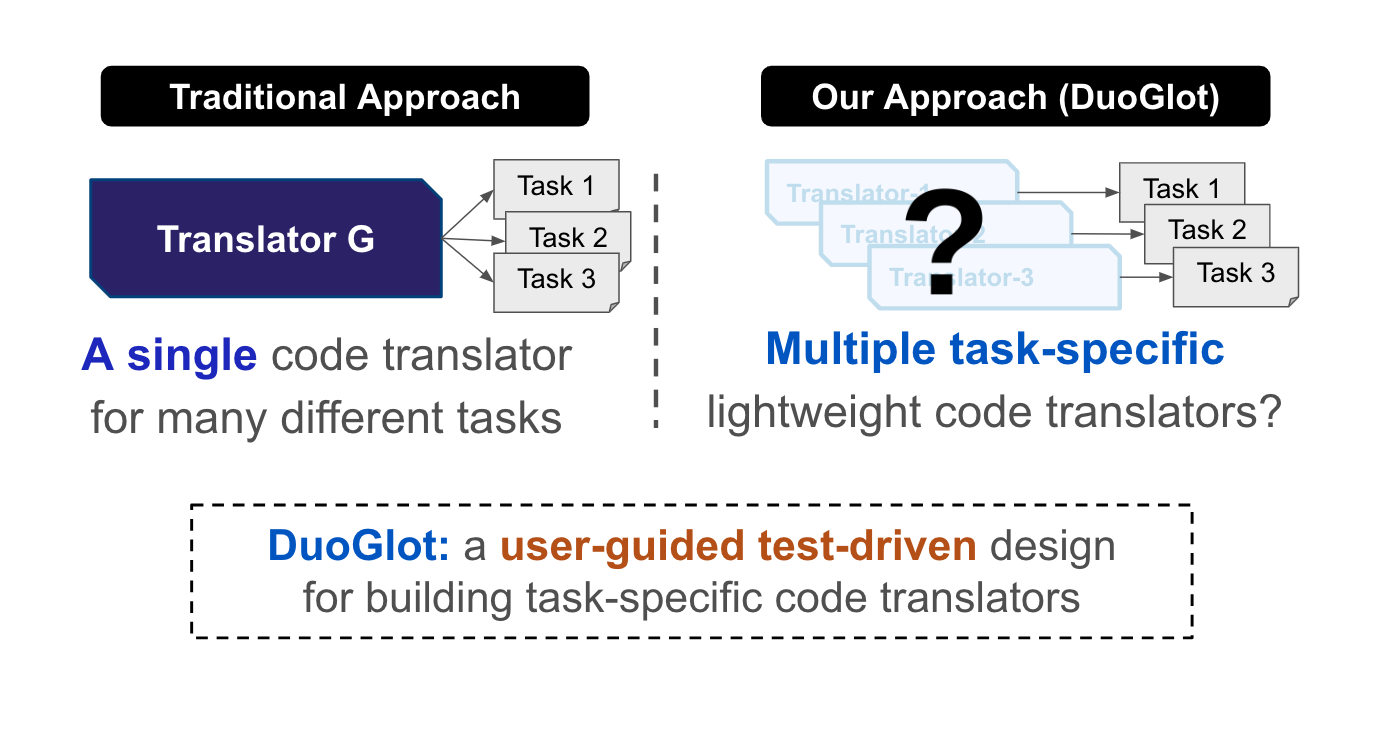 Traditional Approach
Translator G
Task 1
Task 2
Task 3
A single code translator
for many different tasks
Our Approach (DuoGlot)
Translator-1
Translator-2
Translator-3
?
Task 1
Task 2
Task 3
Multiple task-specific
lightweight code translators?
DuoGlot: a user-guided test-driven design
for building task-specific code translators